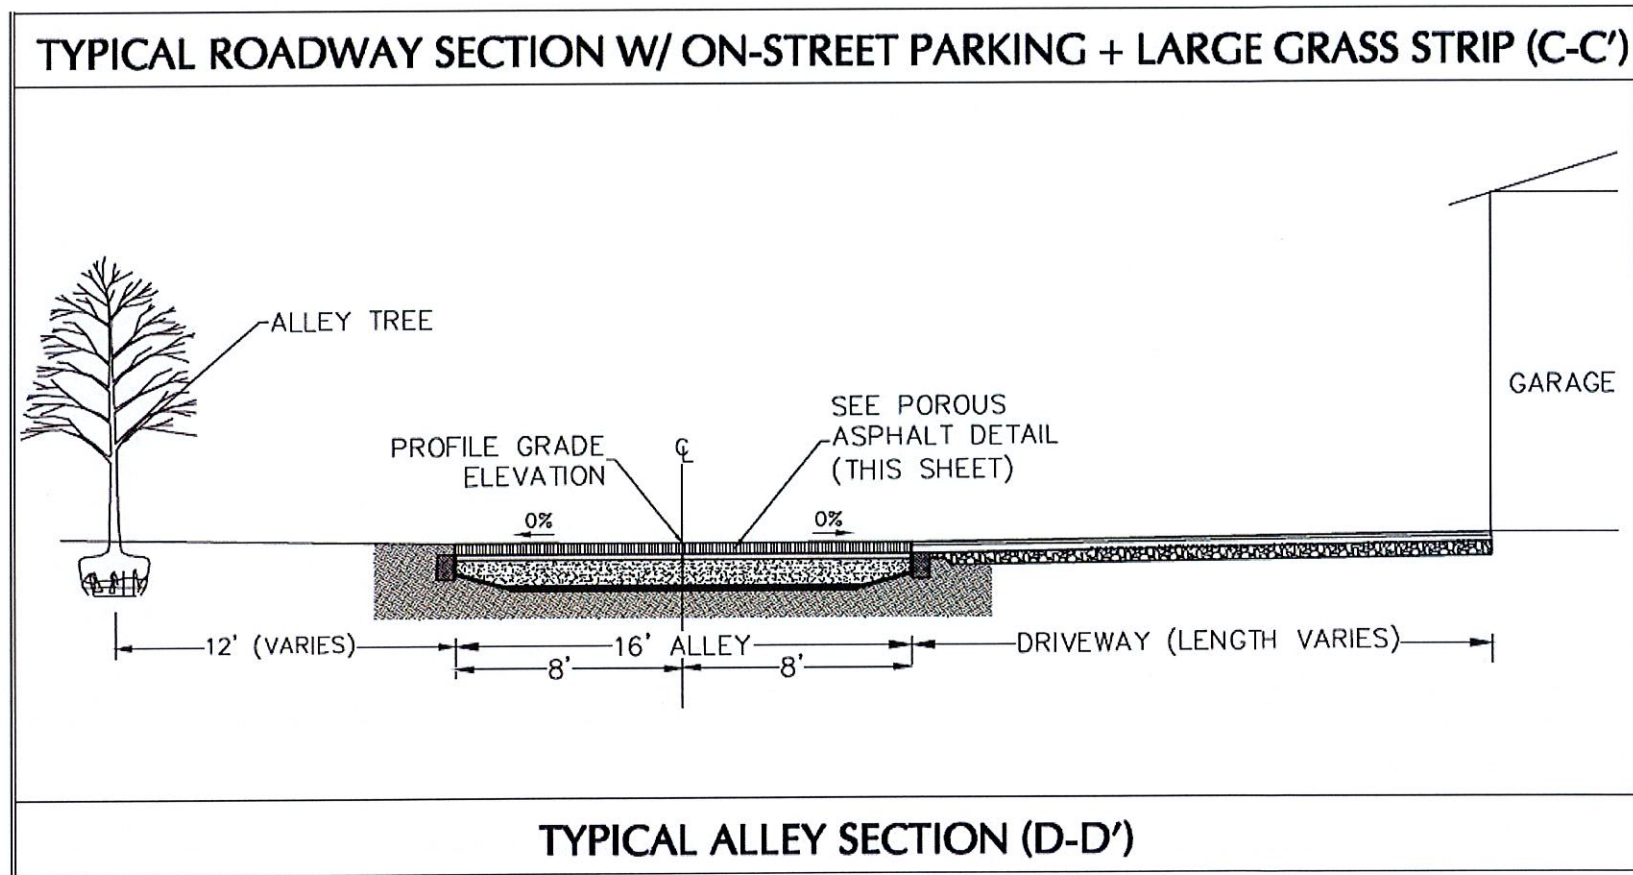 TYPICAL ROADWAY SECTION W/ ON-STREET PARKING + LARGE GRASS STRIP (C-C')
ALLEY TREE
GARAGE
SEE POROUS
ASPHALT DETAIL
(THIS SHEET)
PROFILE GRADE
ELEVATION
℄
0%
0%
12' (VARIES)
16' ALLEY
DRIVEWAY (LENGTH VARIES)
8'
8'
TYPICAL ALLEY SECTION (D-D')